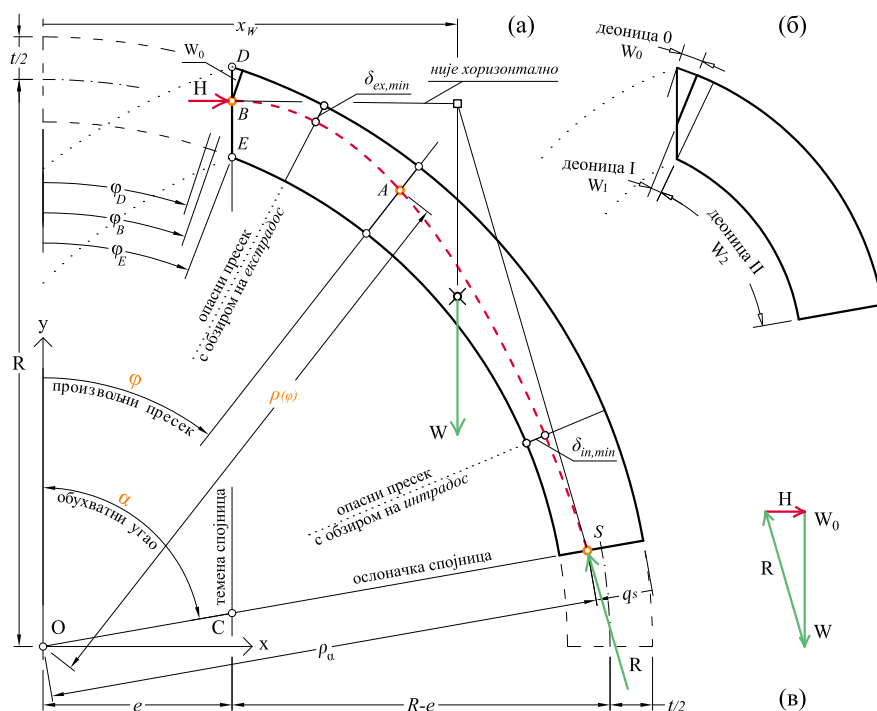 x_W
(а)
(б)
деоница 0
W₀
t/2
W₀
D
није хоризонтално
δ_ex,min
H
B
E
деоница I
W₁
деоница II
W₂
A
φ_D
φ_B
φ_E
опасни пресек
с обзиром на екстрадос
y
R
φ
произвољни пресек
ρ(φ)
W
δ_in,min
α
обухватни угао
темена спојница
опасни пресек
с обзиром на интрадос
H
W₀
R
W
S
ослоначка спојница
q_s
O
C
x
ρ_α
R
e
R-e
t/2
(в)